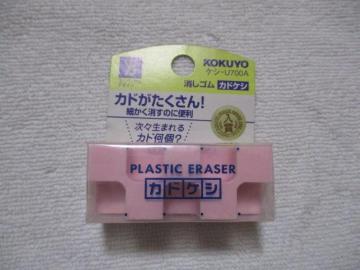 KOKUYO
ケシ-U700A
消しゴム カドケシ
カドがたくさん!
細かく消すのに便利
次々生まれる
カド何個?
入賞
PLASTIC ERASER
カドケシ